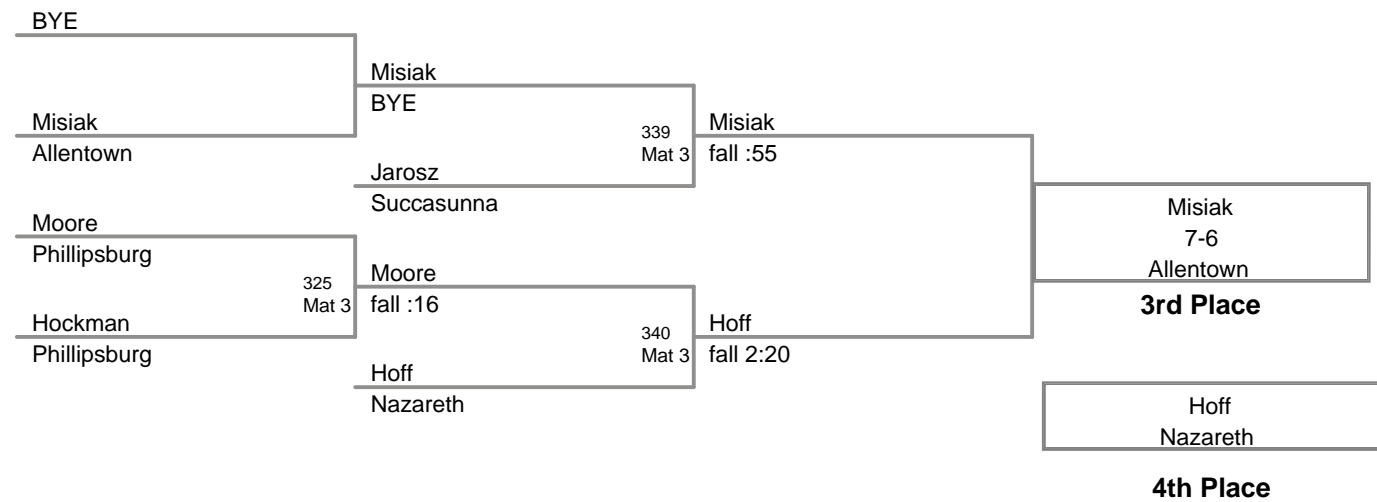 BYE
Misiak
Allentown
Moore
Phillipsburg
Hockman
Phillipsburg
325
Mat 3
Misiak
BYE
Jarosz
Succasunna
Moore
fall :16
Hoff
Nazareth
339
Mat 3
340
Mat 3
Misiak
fall :55
Hoff
fall 2:20
Misiak
7-6
Allentown
3rd Place
Hoff
Nazareth
4th Place